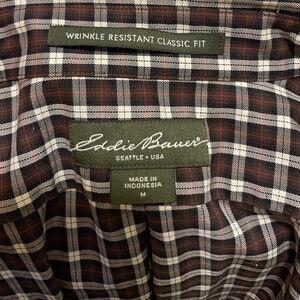 WRINKLE RESISTANT CLASSIC FIT
Eddie Bauer
SEATTLE • USA
MADE IN
INDONESIA
M